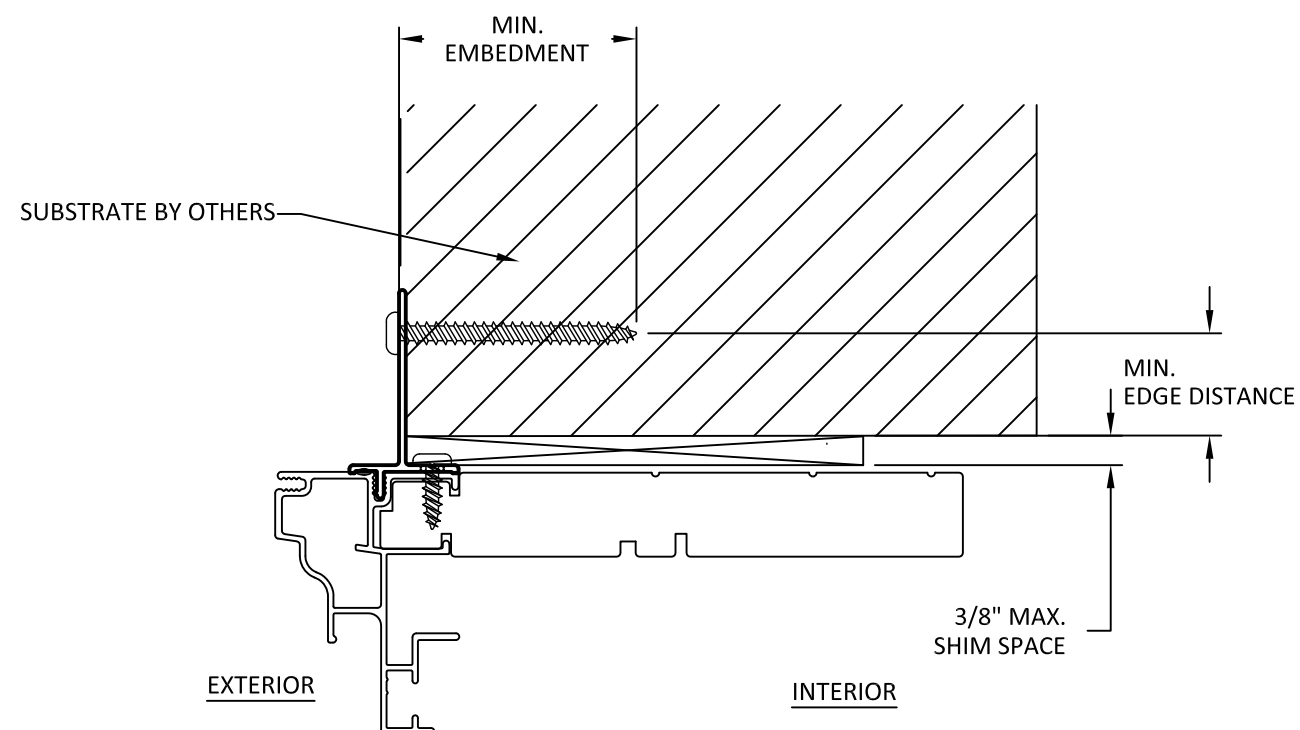 MIN.
EMBEDMENT
SUBSTRATE BY OTHERS
MIN.
EDGE DISTANCE
3/8" MAX.
SHIM SPACE
EXTERIOR
INTERIOR